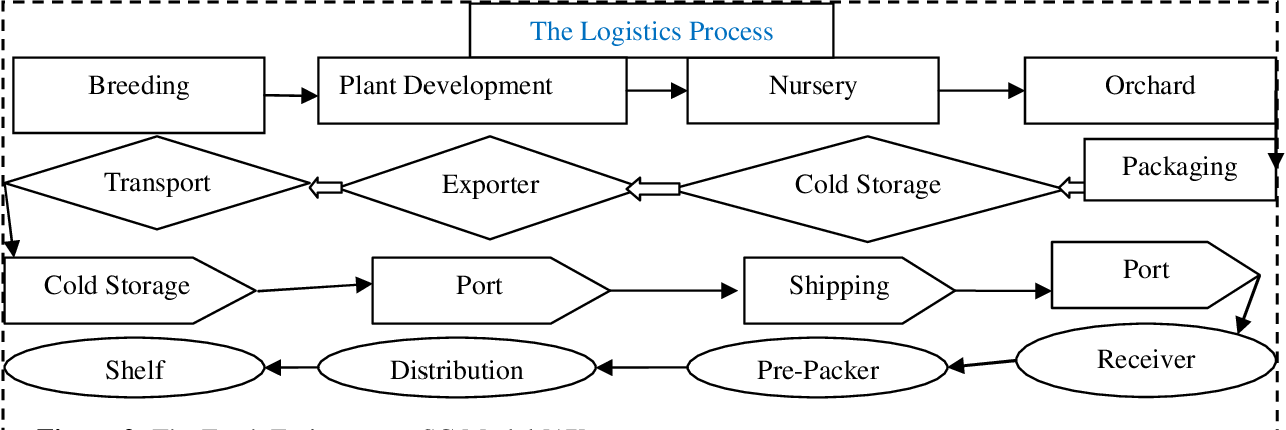 The Logistics Process
Breeding
Plant Development
Nursery
Orchard
Packaging
Cold Storage
Exporter
Transport
Cold Storage
Port
Shipping
Port
Receiver
Pre-Packer
Distribution
Shelf